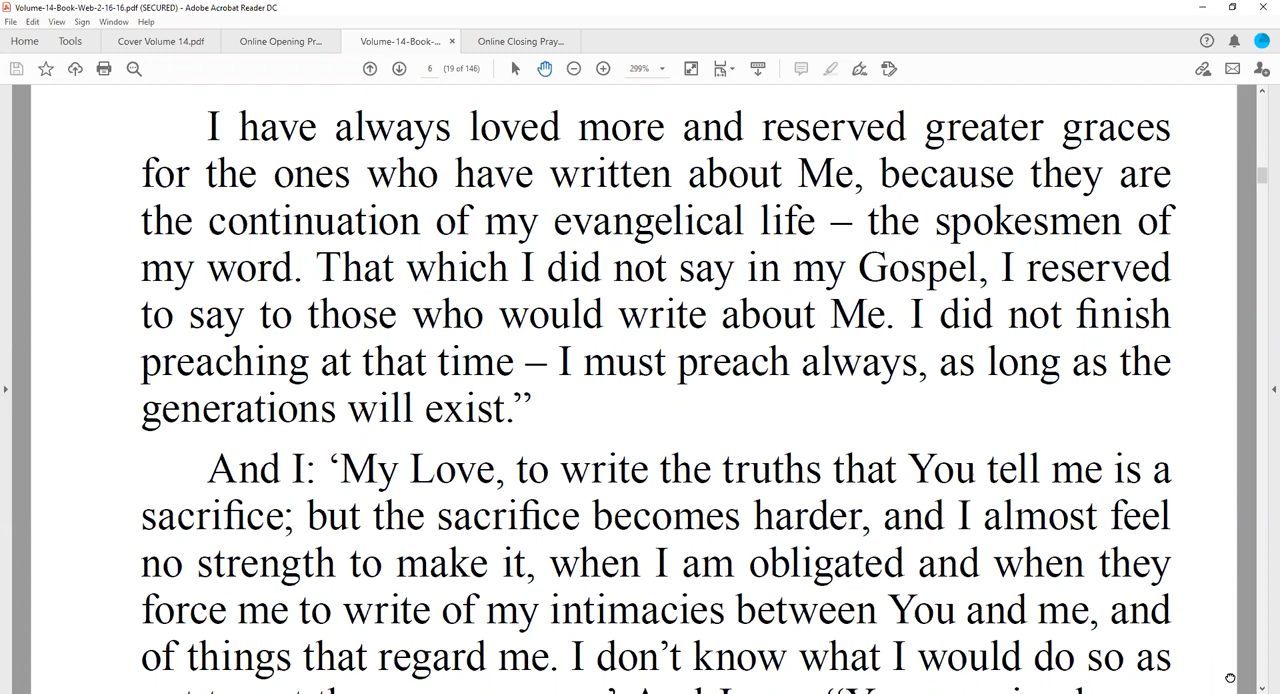 Volume-14-Book-Web-2-16-16.pdf (SECURED) - Adobe Acrobat Reader DC
File Edit View Sign Window Help
Home Tools Cover Volume 14.pdf Online Opening Pr... Volume-14-Book-... × Online Closing Pray...
6 (19 of 146) 299%
I have always loved more and reserved greater graces
for the ones who have written about Me, because they are
the continuation of my evangelical life – the spokesmen of
my word. That which I did not say in my Gospel, I reserved
to say to those who would write about Me. I did not finish
preaching at that time – I must preach always, as long as the
generations will exist.”
And I: ‘My Love, to write the truths that You tell me is a
sacrifice; but the sacrifice becomes harder, and I almost feel
no strength to make it, when I am obligated and when they
force me to write of my intimacies between You and me, and
of things that regard me. I don’t know what I would do so as